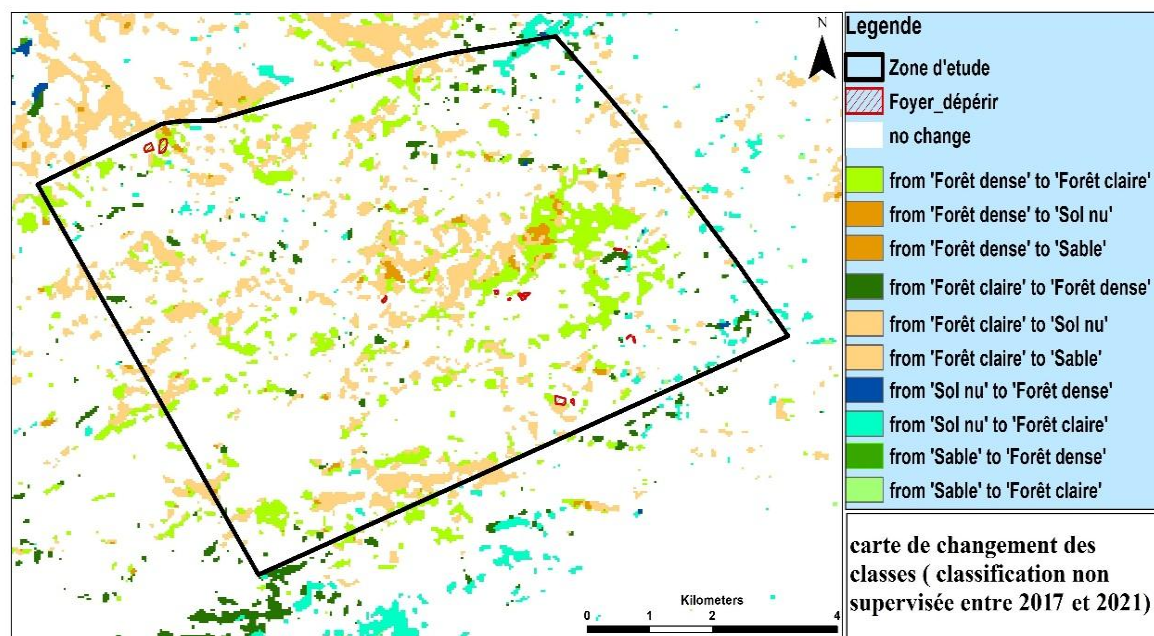 N
Legende
Zone d'etude
Foyer_dépérir
no change
from 'Forêt dense' to 'Forêt claire'
from 'Forêt dense' to 'Sol nu'
from 'Forêt dense' to 'Sable'
from 'Forêt claire' to 'Forêt dense'
from 'Forêt claire' to 'Sol nu'
from 'Forêt claire' to 'Sable'
from 'Sol nu' to 'Forêt dense'
from 'Sol nu' to 'Forêt claire'
from 'Sable' to 'Forêt dense'
from 'Sable' to 'Forêt claire'
carte de changement des
classes ( classification non
supervisée entre 2017 et 2021)
Kilometers
0 1 2 4